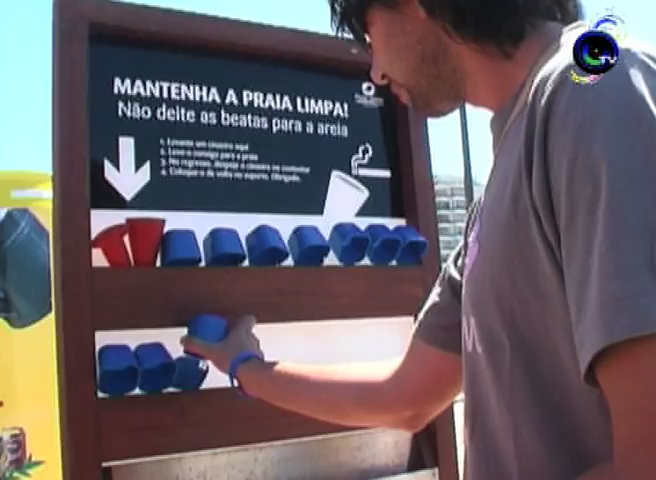 MANTENHA A PRAIA LIMPA!
Não deite as beatas para a areia
1. Levante um cinzeiro aqui
2. Leve-o consigo para a praia
3. No regresso, despeje o cinzeiro no contentor
4. Coloque-o de volta no suporte. Obrigado.
TV